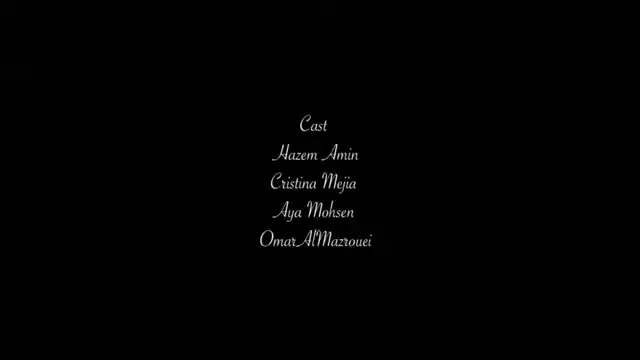 Cast
Hazem Amin
Cristina Mejia
Aya Mohsen
OmarAlMazrouei